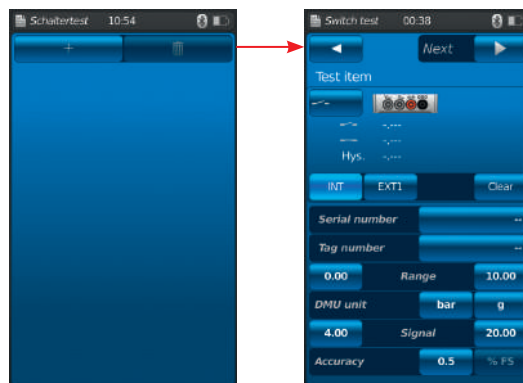 Schaltertest 10:54
+
Switch test 00:38
Next
Test item
-,---
-,---
Hys. -,---
INT EXT1 Clear
Serial number --
Tag number --
0.00 Range 10.00
DMU unit bar g
4.00 Signal 20.00
Accuracy 0.5 % FS